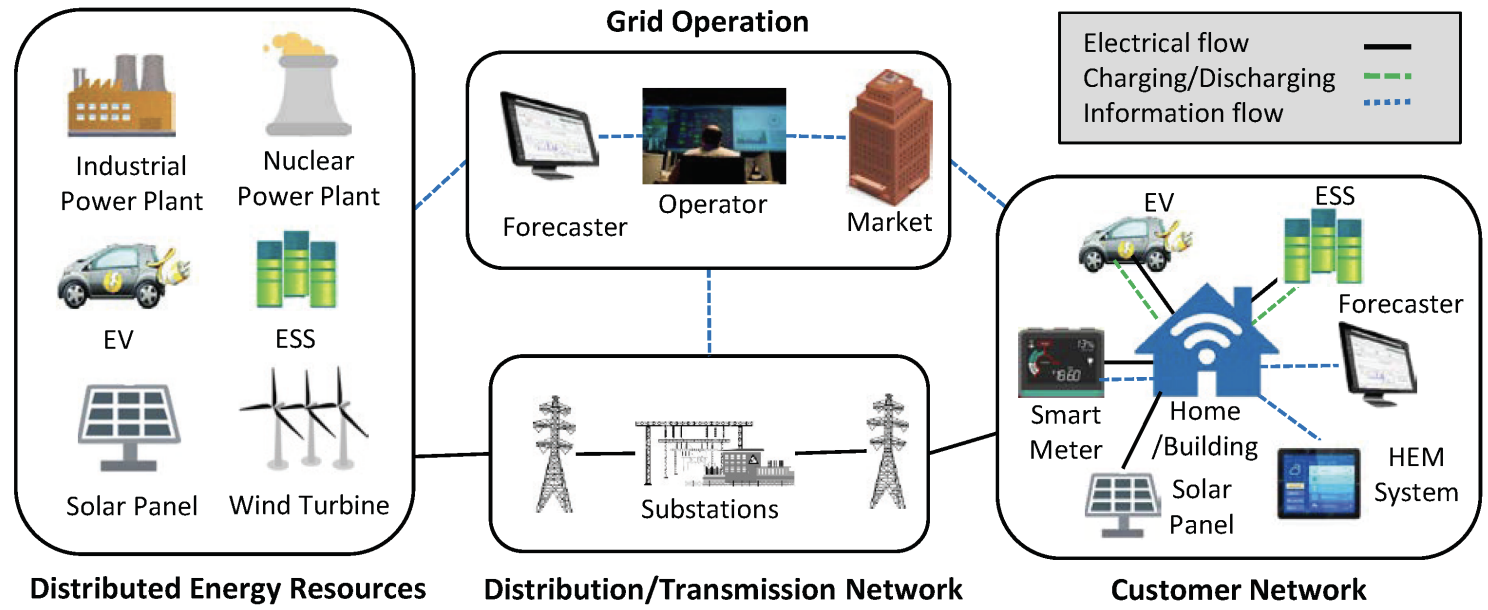 Grid Operation
Electrical flow
Charging/Discharging
Information flow
Industrial
Power Plant
Nuclear
Power Plant
EV
ESS
Solar Panel
Wind Turbine
Distributed Energy Resources
Forecaster
Operator
Market
Substations
Distribution/Transmission Network
EV
ESS
Forecaster
Smart
Meter
Home
/Building
HEM
System
Solar
Panel
Customer Network